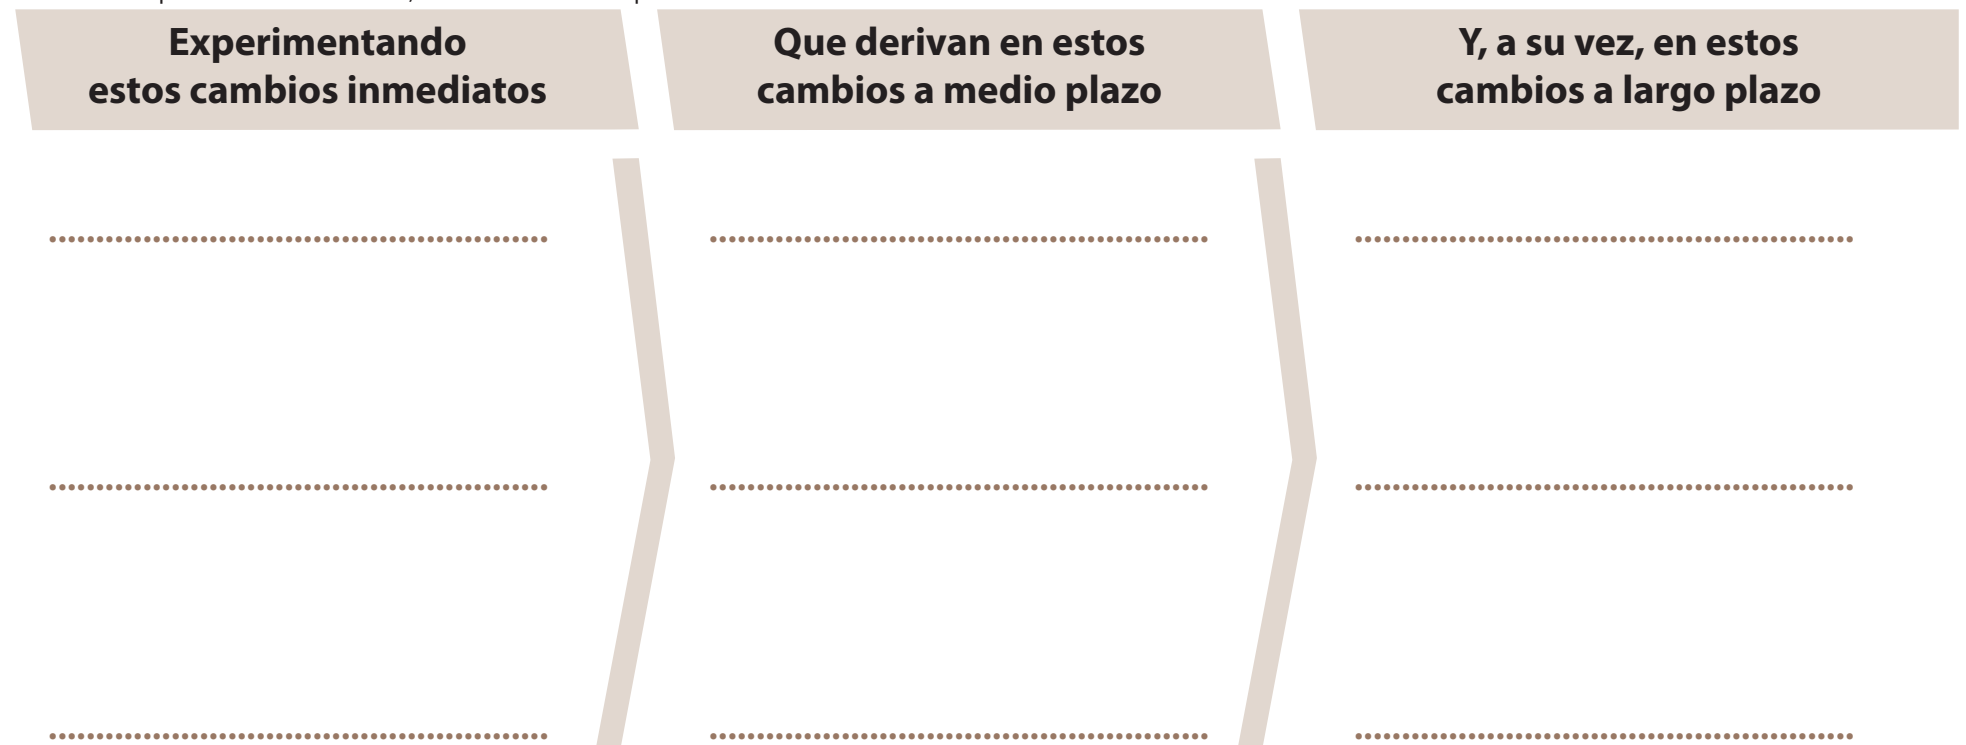 Experimentando
estos cambios inmediatos
Que derivan en estos
cambios a medio plazo
Y, a su vez, en estos
cambios a largo plazo